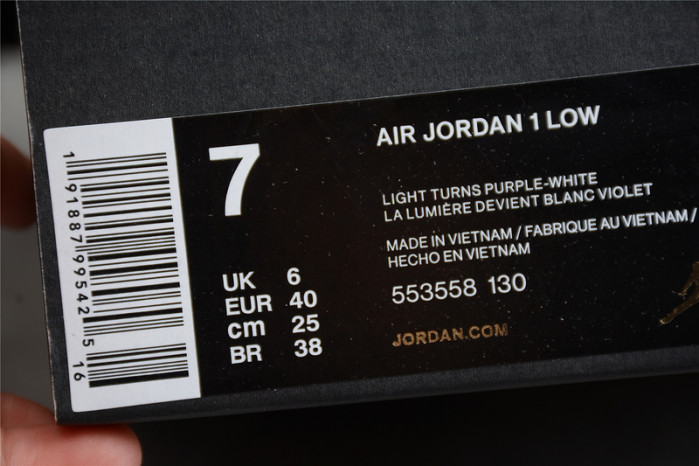 1 91887 99542 5 16
7
UK 6
EUR 40
cm 25
BR 38
AIR JORDAN 1 LOW
LIGHT TURNS PURPLE-WHITE
LA LUMIÈRE DEVIENT BLANC VIOLET
MADE IN VIETNAM / FABRIQUE AU VIETNAM /
HECHO EN VIETNAM
553558 130
JORDAN.COM